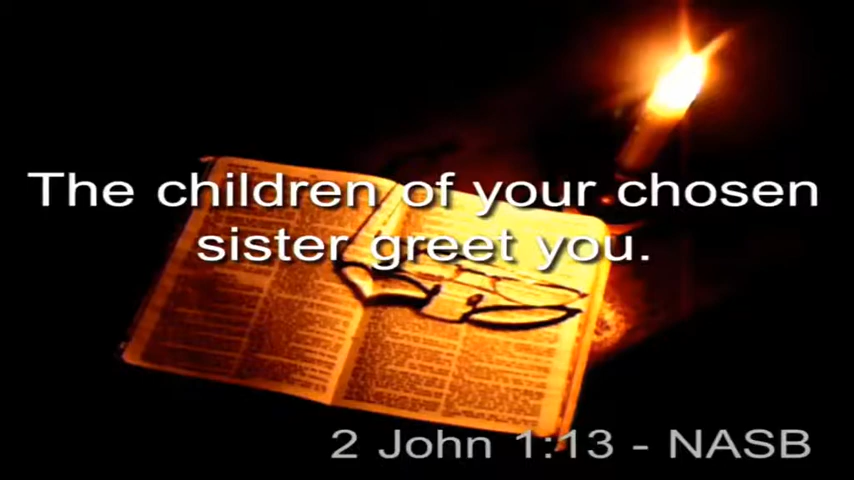 The children of your chosen
sister greet you.
2 John 1:13 - NASB